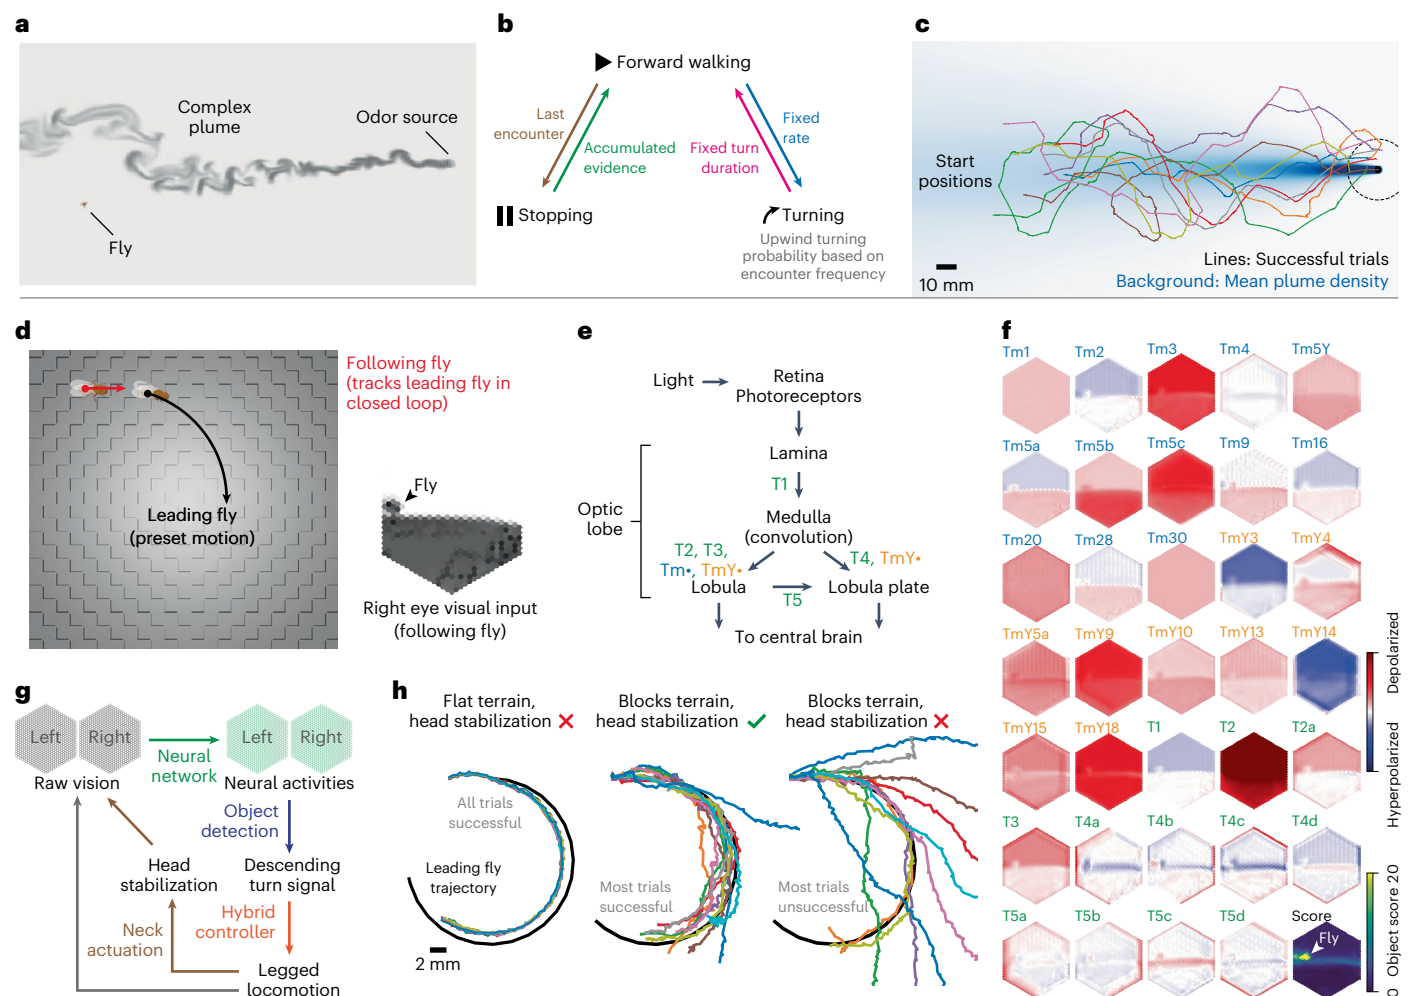 a
Complex
plume
Odor source
Fly
b
Forward walking
Last
encounter
Accumulated
evidence
Fixed turn
duration
Fixed
rate
Stopping
Turning
Upwind turning
probability based on
encounter frequency
c
Start
positions
Lines: Successful trials
Background: Mean plume density
10 mm
d
Following fly
(tracks leading fly in
closed loop)
Leading fly
(preset motion)
Fly
Right eye visual input
(following fly)
e
Light
Retina
Photoreceptors
Lamina
T1
Optic
lobe
Medulla
(convolution)
T2, T3,
Tm•, TmY•
T4, TmY•
Lobula
T5
Lobula plate
To central brain
f
Tm1
Tm2
Tm3
Tm4
Tm5Y
Tm5a
Tm5b
Tm5c
Tm9
Tm16
Tm20
Tm28
Tm30
TmY3
TmY4
TmY5a
TmY9
TmY10
TmY13
TmY14
TmY15
TmY18
T1
T2
T2a
T3
T4a
T4b
T4c
T4d
T5a
T5b
T5c
T5d
Score
Fly
Depolarized
Hyperpolarized
0 Object score 20
g
Left
Right
Neural
network
Left
Right
Raw vision
Neural activities
Object
detection
Head
stabilization
Descending
turn signal
Neck
actuation
Hybrid
controller
Legged
locomotion
h
Flat terrain,
head stabilization ✗
All trials
successful
Leading fly
trajectory
2 mm
Blocks terrain,
head stabilization ✓
Most trials
successful
Blocks terrain,
head stabilization ✗
Most trials
unsuccessful